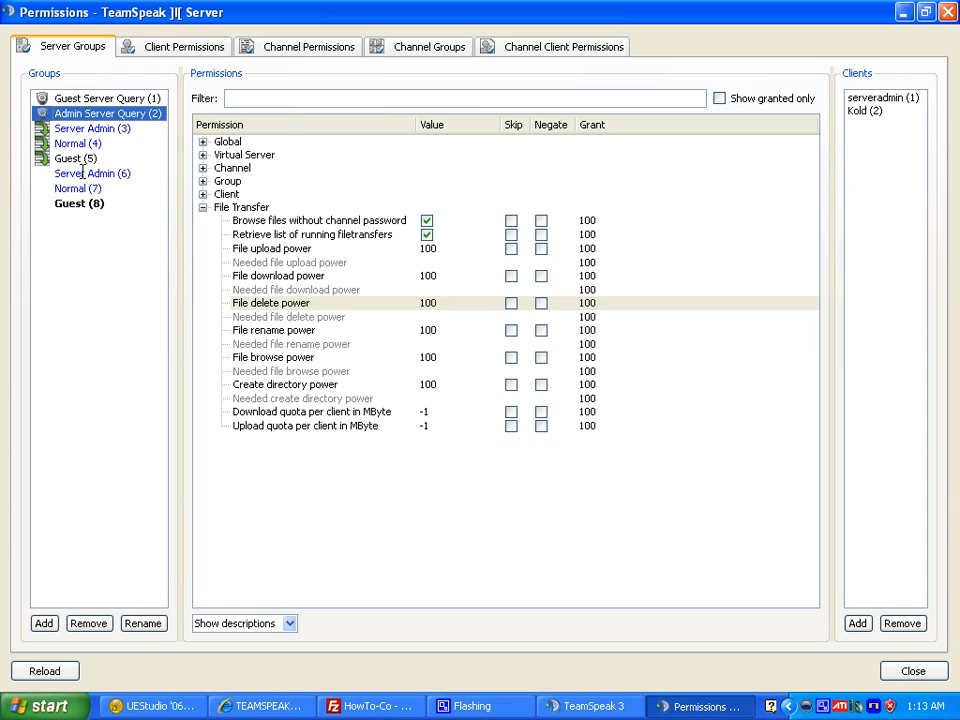 Permissions - TeamSpeak ]I[ Server
Server Groups
Client Permissions
Channel Permissions
Channel Groups
Channel Client Permissions
Groups
Guest Server Query (1)
Admin Server Query (2)
Server Admin (3)
Normal (4)
Guest (5)
Server Admin (6)
Normal (7)
Guest (8)
Add
Remove
Rename
Permissions
Filter:
Show granted only
Permission Value Skip Negate Grant
Global
Virtual Server
Channel
Group
Client
File Transfer
Browse files without channel password 100
Retrieve list of running filetransfers 100
File upload power 100 100
Needed file upload power 100
File download power 100 100
Needed file download power 100
File delete power 100 100
Needed file delete power 100
File rename power 100 100
Needed file rename power 100
File browse power 100 100
Needed file browse power 100
Create directory power 100 100
Needed create directory power 100
Download quota per client in MByte -1 100
Upload quota per client in MByte -1 100
Show descriptions
Clients
serveradmin (1)
Kold (2)
Add
Remove
Reload
Close
start
UEStudio '06...
TEAMSPEAK...
HowTo-Co - ...
Flashing
TeamSpeak 3
Permissions ...
ATI
1:13 AM